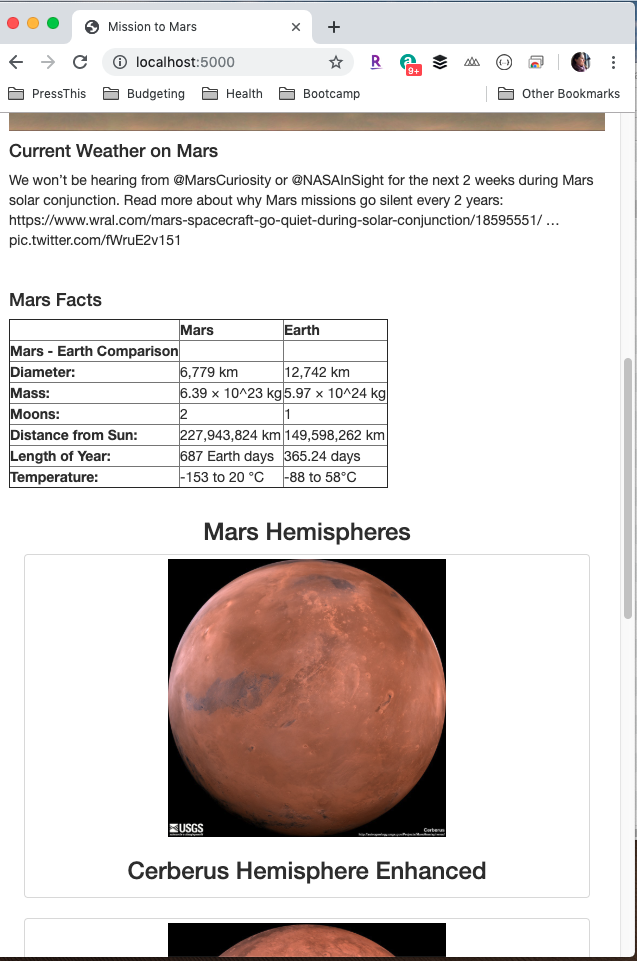 Mission to Mars
localhost:5000
R
a
9+
PressThis Budgeting Health Bootcamp Other Bookmarks
Current Weather on Mars
We won’t be hearing from @MarsCuriosity or @NASAInSight for the next 2 weeks during Mars
solar conjunction. Read more about why Mars missions go silent every 2 years:
https://www.wral.com/mars-spacecraft-go-quiet-during-solar-conjunction/18595551/ …
pic.twitter.com/fWruE2v151
Mars Facts
Mars Earth
Mars - Earth Comparison
Diameter: 6,779 km 12,742 km
Mass: 6.39 × 10^23 kg 5.97 × 10^24 kg
Moons: 2 1
Distance from Sun: 227,943,824 km 149,598,262 km
Length of Year: 687 Earth days 365.24 days
Temperature: -153 to 20 °C -88 to 58°C
Mars Hemispheres
USGS
Cerberus
Cerberus Hemisphere Enhanced